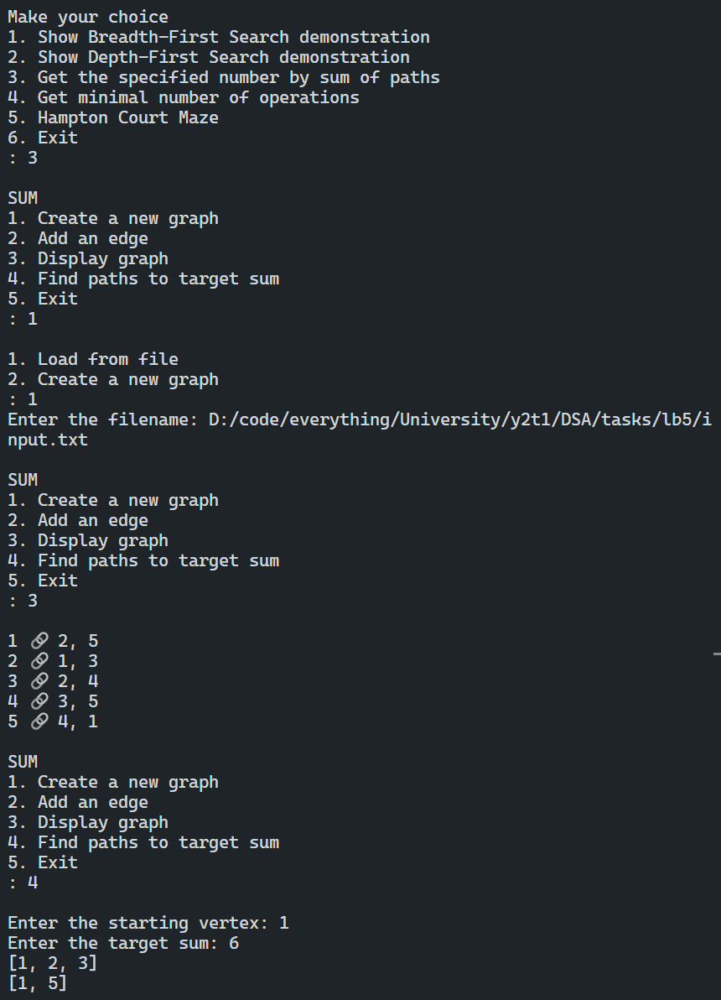 Make your choice
1. Show Breadth-First Search demonstration
2. Show Depth-First Search demonstration
3. Get the specified number by sum of paths
4. Get minimal number of operations
5. Hampton Court Maze
6. Exit
: 3
SUM
1. Create a new graph
2. Add an edge
3. Display graph
4. Find paths to target sum
5. Exit
: 1
1. Load from file
2. Create a new graph
: 1
Enter the filename: D:/code/everything/University/y2t1/DSA/tasks/lb5/i
nput.txt
SUM
1. Create a new graph
2. Add an edge
3. Display graph
4. Find paths to target sum
5. Exit
: 3
1 🔗 2, 5
2 🔗 1, 3
3 🔗 2, 4
4 🔗 3, 5
5 🔗 4, 1
SUM
1. Create a new graph
2. Add an edge
3. Display graph
4. Find paths to target sum
5. Exit
: 4
Enter the starting vertex: 1
Enter the target sum: 6
[1, 2, 3]
[1, 5]